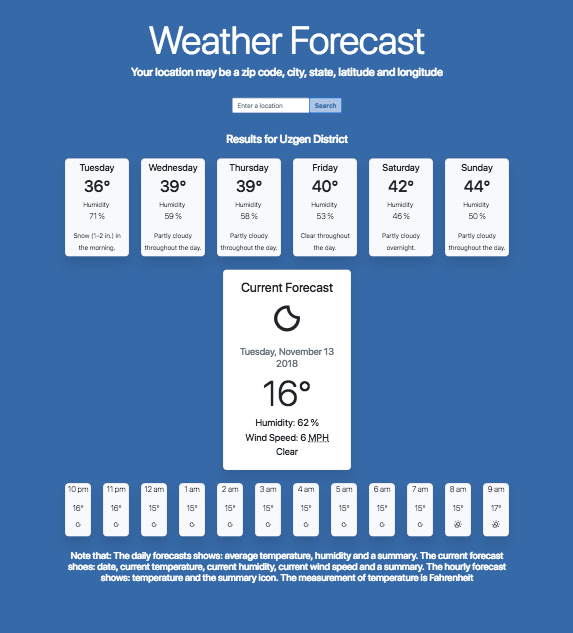 Weather Forecast
Your location may be a zip code, city, state, latitude and longitude
Enter a location Search
Results for Uzgen District
Tuesday
36°
Humidity
71 %
Snow (1–2 in.) in
the morning.
Wednesday
39°
Humidity
59 %
Partly cloudy
throughout the day.
Thursday
39°
Humidity
58 %
Partly cloudy
throughout the day.
Friday
40°
Humidity
53 %
Clear throughout
the day.
Saturday
42°
Humidity
46 %
Partly cloudy
overnight.
Sunday
44°
Humidity
50 %
Partly cloudy
throughout the day.
Current Forecast
Tuesday, November 13
2018
16°
Humidity: 62 %
Wind Speed: 6 MPH
Clear
10 pm
16°
11 pm
16°
12 am
15°
1 am
15°
2 am
15°
3 am
15°
4 am
15°
5 am
15°
6 am
15°
7 am
15°
8 am
15°
9 am
17°
Note that: The daily forecasts shows: average temperature, humidity and a summary. The current forecast
shoes: date, current temperature, current humidity, current wind speed and a summary. The hourly forecast
shows: temperature and the summary icon. The measurement of temperature is Fahrenheit